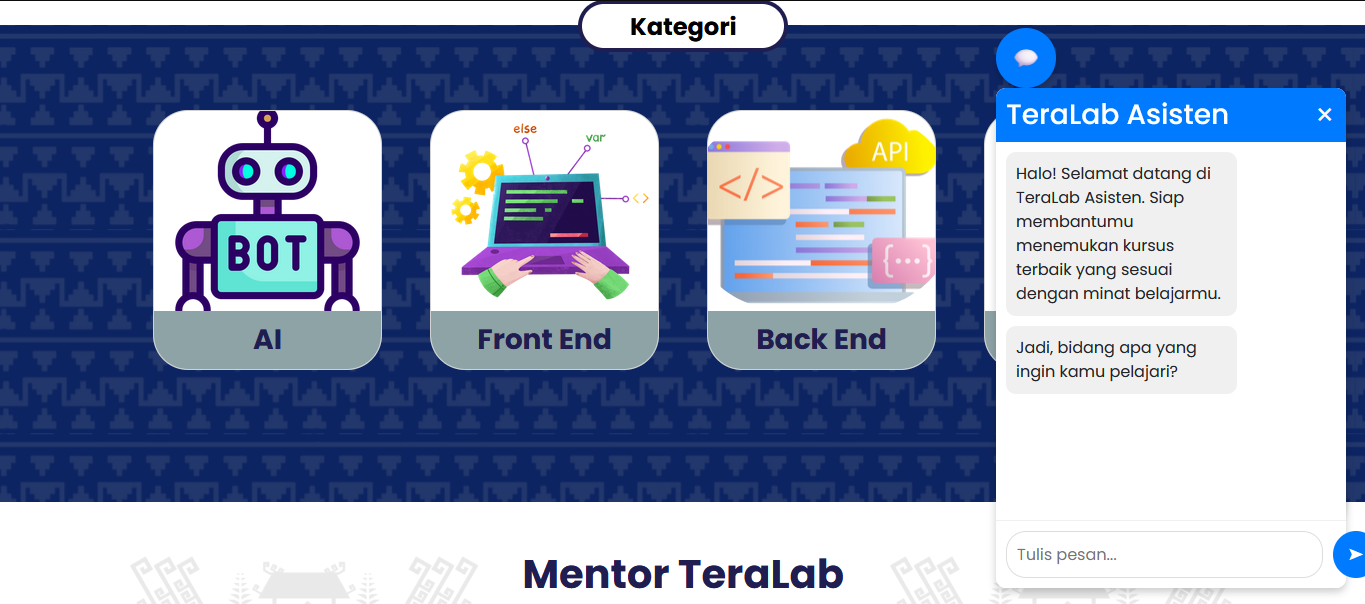 Kategori
BOT
AI
else
var
<>
Front End
</>
API
{...}
Back End
TeraLab Asisten
×
Halo! Selamat datang di
TeraLab Asisten. Siap
membantumu
menemukan kursus
terbaik yang sesuai
dengan minat belajarmu.
Jadi, bidang apa yang
ingin kamu pelajari?
Tulis pesan...
Mentor TeraLab